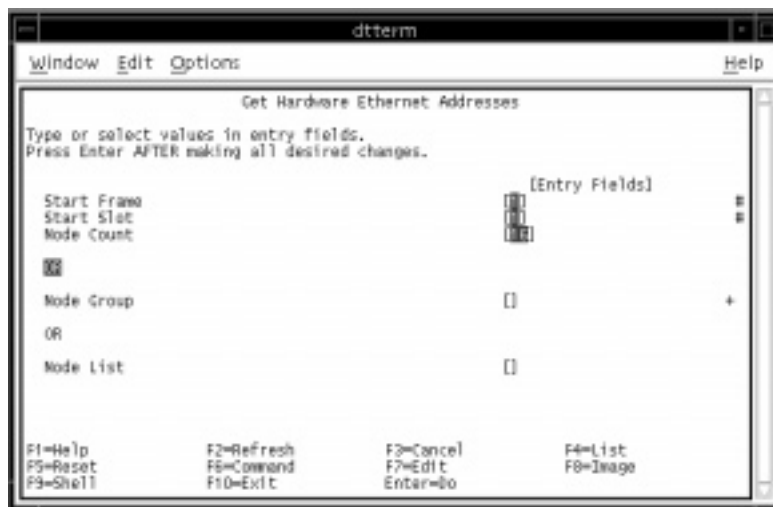 dtterm
Window Edit Options Help
Get Hardware Ethernet Addresses
Type or select values in entry fields.
Press Enter AFTER making all desired changes.
[Entry Fields]
Start Frame [] #
Start Slot [] #
Node Count []
OR
Node Group [] +
OR
Node List []
F1=Help F2=Refresh F3=Cancel F4=List
F5=Reset F6=Command F7=Edit F8=Image
F9=Shell F10=Exit Enter=Do